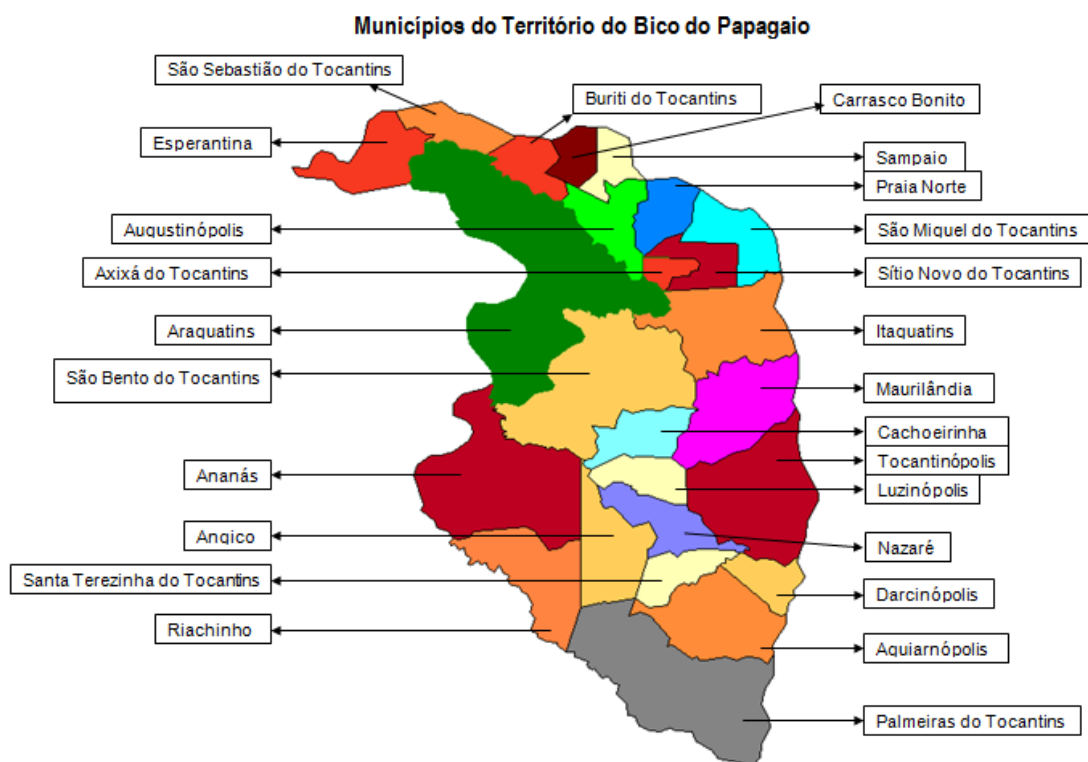 Municípios do Território do Bico do Papagaio
São Sebastião do Tocantins
Buriti do Tocantins
Carrasco Bonito
Esperantina
Sampaio
Praia Norte
Augustinópolis
São Miguel do Tocantins
Axixá do Tocantins
Sítio Novo do Tocantins
Araguatins
Itaguatins
São Bento do Tocantins
Maurilândia
Cachoeirinha
Tocantinópolis
Ananás
Luzinópolis
Angico
Nazaré
Santa Terezinha do Tocantins
Darcinópolis
Riachinho
Aguiarnópolis
Palmeiras do Tocantins